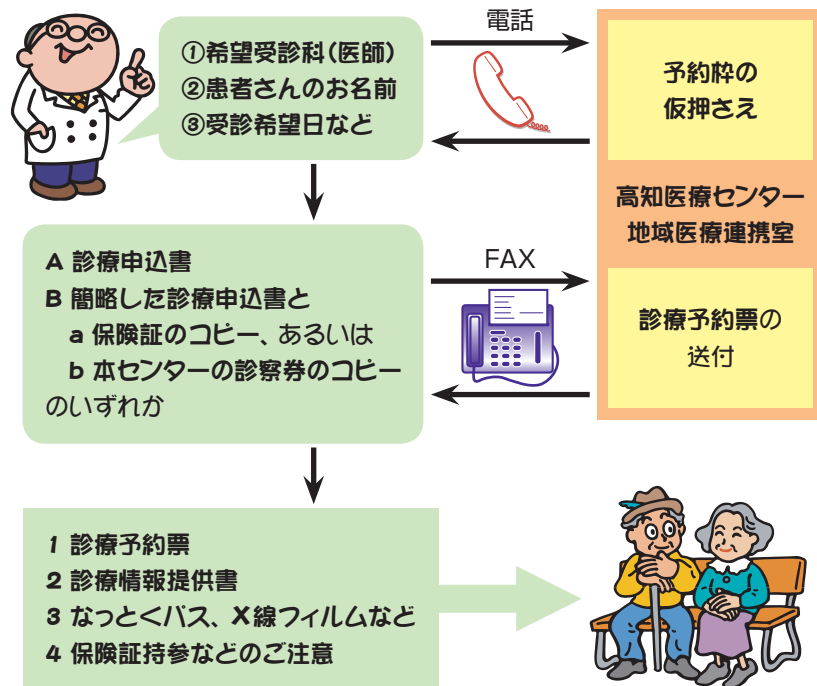 ①希望受診科（医師）
②患者さんのお名前
③受診希望日など
電話
予約枠の
仮押さえ
高知医療センター
地域医療連携室
A 診療申込書
B 簡略した診療申込書と
a 保険証のコピー、あるいは
b 本センターの診察券のコピー
のいずれか
FAX
診療予約票の
送付
1 診療予約票
2 診療情報提供書
3 なっとくパス、X線フィルムなど
4 保険証持参などのご注意